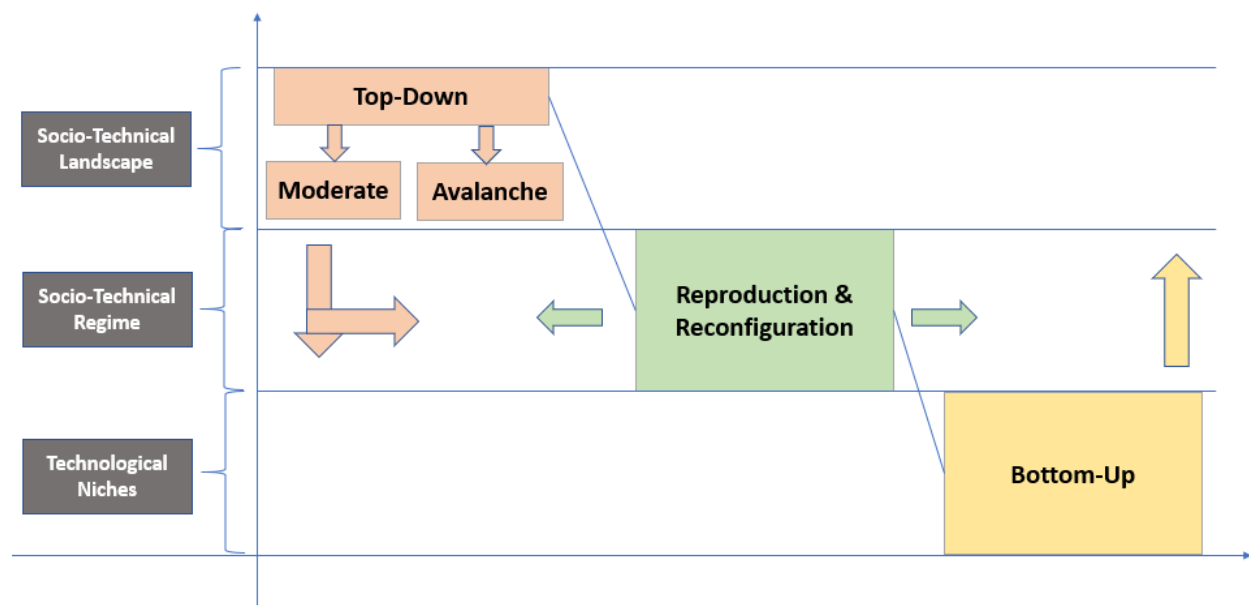 Top-Down
Socio-Technical
Landscape
Moderate
Avalanche
Socio-Technical
Regime
Reproduction &
Reconfiguration
Technological
Niches
Bottom-Up